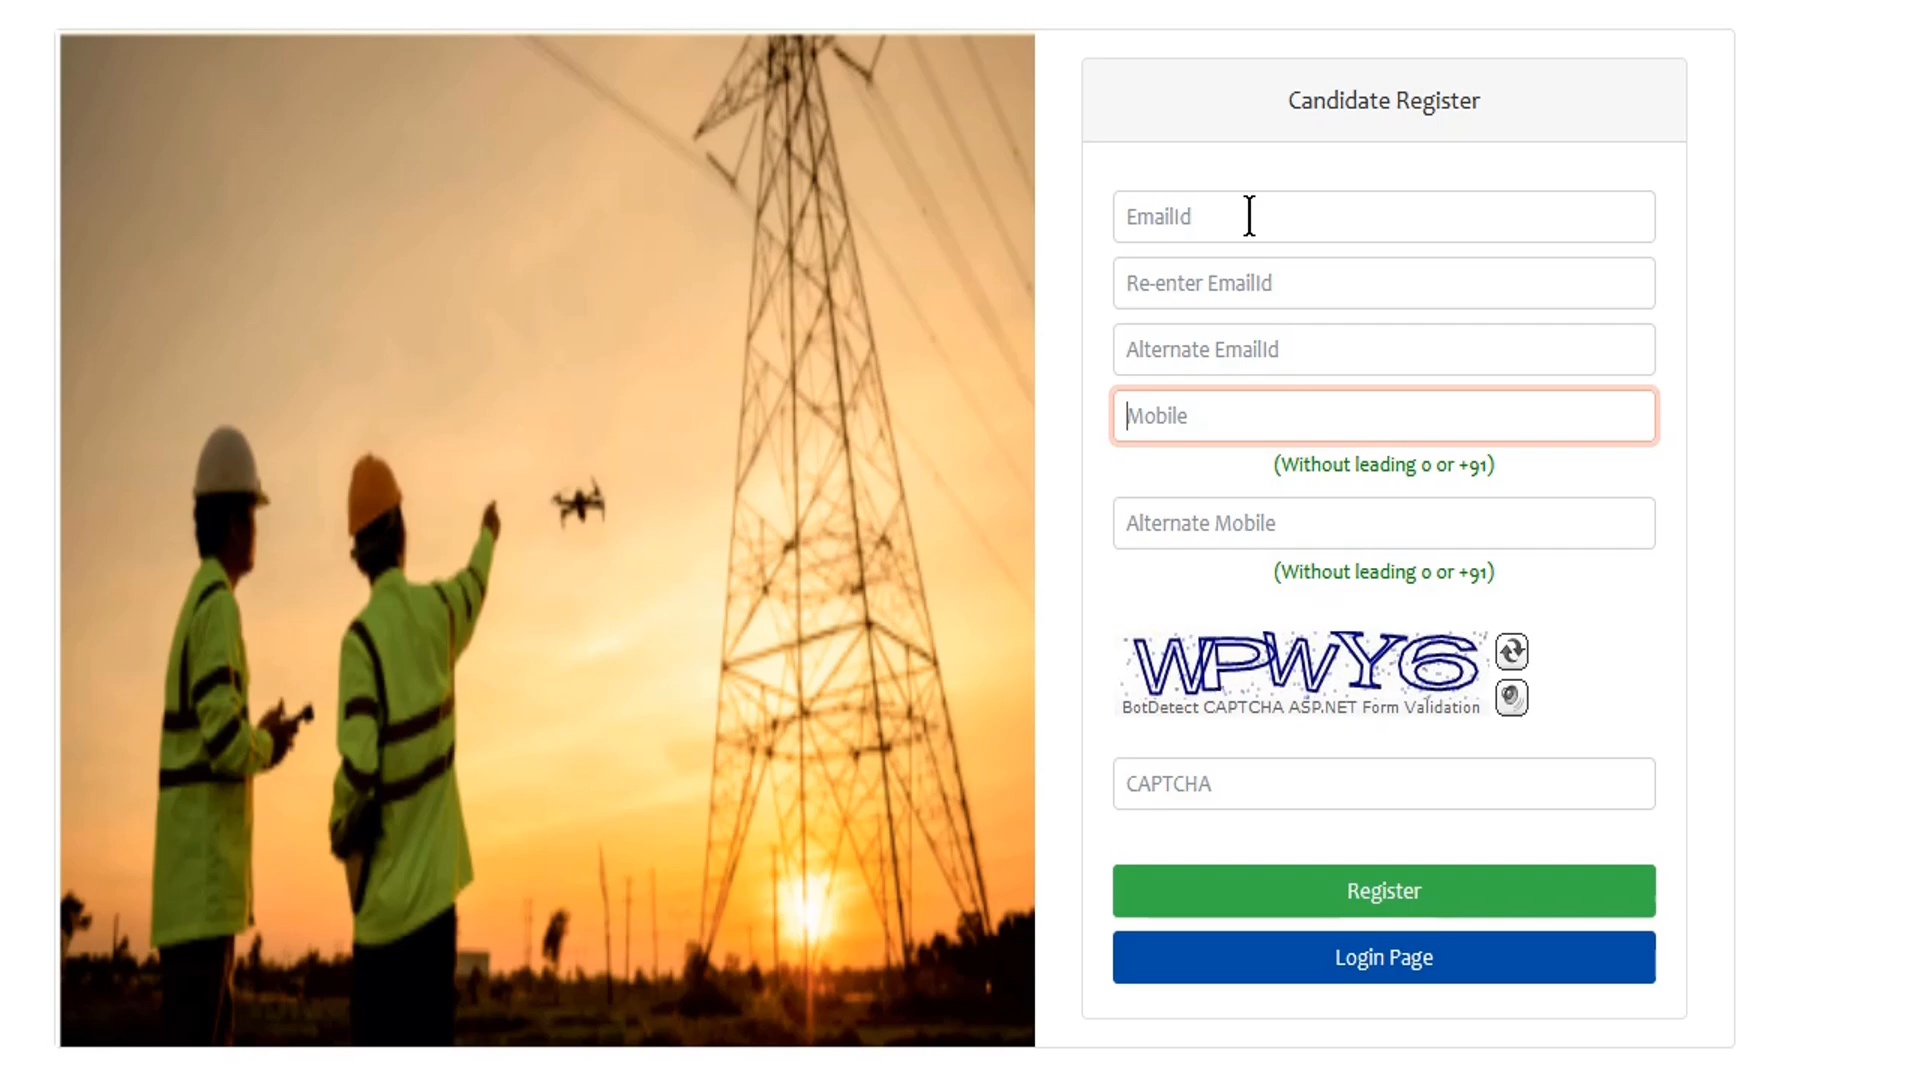 Candidate Register
EmailId
Re-enter EmailId
Alternate EmailId
Mobile
(Without leading 0 or +91)
Alternate Mobile
(Without leading 0 or +91)
WPWY6
BotDetect CAPTCHA ASP.NET Form Validation
CAPTCHA
Register
Login Page